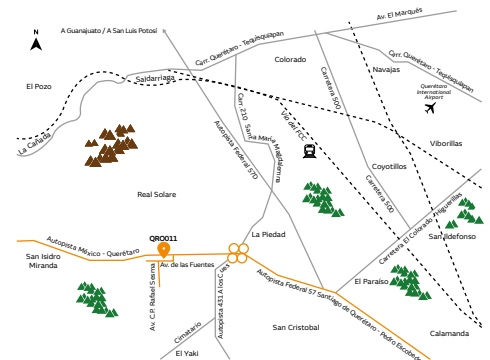 N
A Guanajuato / A San Luis Potosí
Av. El Marqués
Carr. Querétaro - Tequisquiapan
Colorado
Carr. Querétaro - Tequisquiapan
Navajas
Saldarriaga
El Pozo
Carretera 500
Querétaro
International
Airport
Carr. 210
Santa María Magdalena
Vía del FCC
La Cañada
Autopista Federal 57D
Viborillas
Coyotillos
Carretera 500
Real Solare
Carretera El Colorado - Higuerillas
San Ildefonso
QRO011
La Piedad
Autopista México - Querétaro
San Isidro
Miranda
Av. de las Fuentes
Av. C.P. Rafael Sesma
Autopista 431 A los Cues
Autopista Federal 57 Santiago de Querétaro - Pedro Escobedo
El Paraíso
Cimatario
San Cristobal
Calamanda
El Yaki